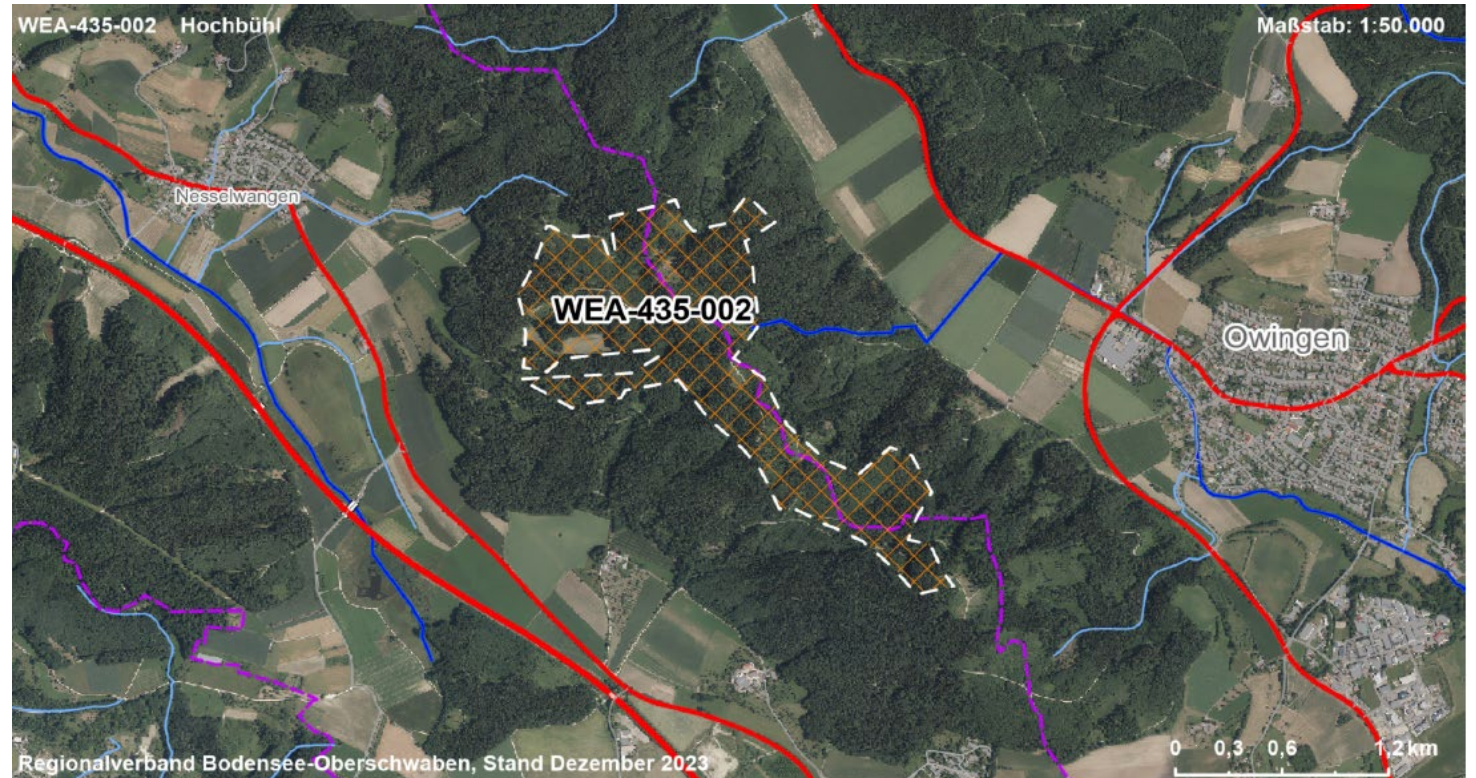 WEA-435-002 Hochbühl
Maßstab: 1:50.000
Nesselwangen
WEA-435-002
Owingen
0 0,3 0,6 1,2 km
Regionalverband Bodensee-Oberschwaben, Stand Dezember 2023